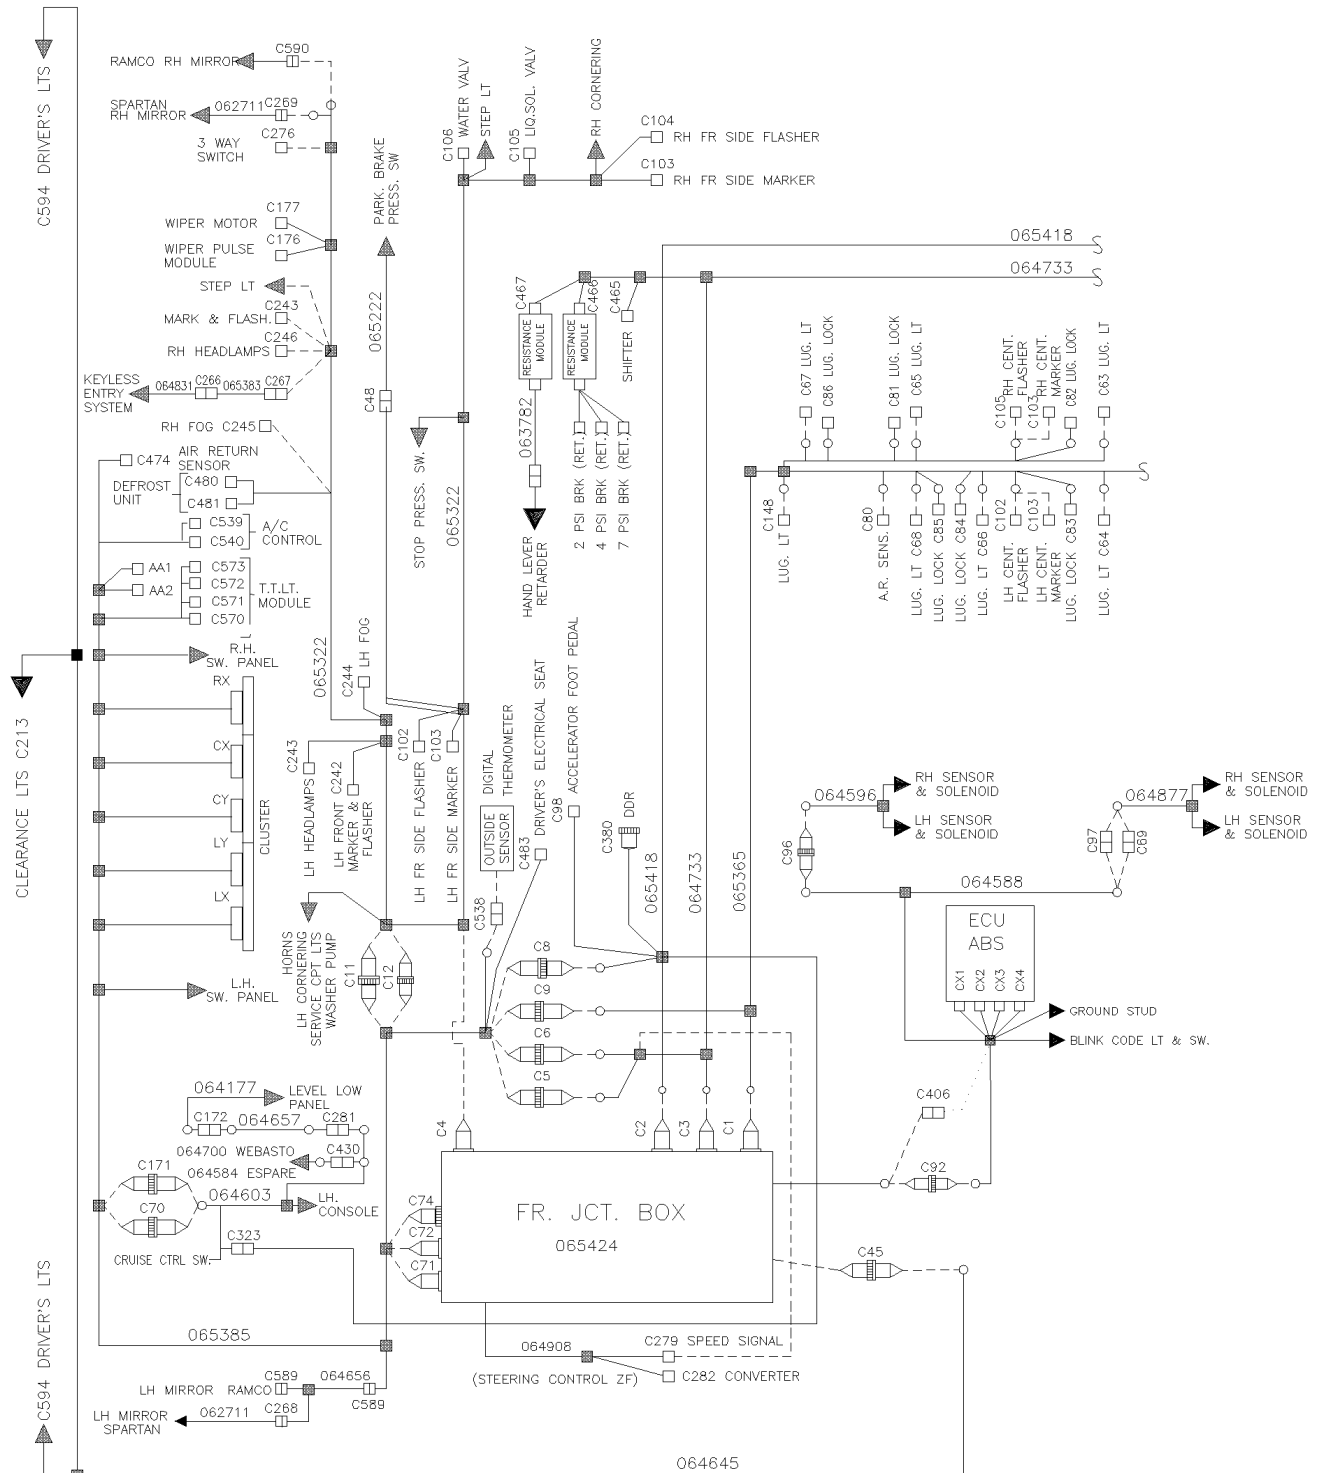 C594 DRIVER'S LTS
RAMCO RH MIRROR
C590
SPARTAN
RH MIRROR
062711
C269
3 WAY
SWITCH
C276
WIPER MOTOR
C177
WIPER PULSE
MODULE
C176
STEP LT
MARK & FLASH.
C243
RH HEADLAMPS
C246
KEYLESS
ENTRY
SYSTEM
064831
C266
065383
C267
RH FOG C245
C474
AIR RETURN
SENSOR
DEFROST
UNIT
C480
C481
C539
C540
A/C
CONTROL
AA1
AA2
C573
C572
C571
C570
T.T.LT.
MODULE
R.H.
SW. PANEL
RX
CX
CY
LY
LX
CLUSTER
L.H.
SW. PANEL
CLEARANCE LTS C213
PARK. BRAKE
PRESS. SW
065222
C48
C106
WATER VALV
STEP LT
C105
LIQ.SOL. VALV
RH CORNERING
C104
RH FR SIDE FLASHER
C103
RH FR SIDE MARKER
065418
064733
C467
C466
C465
RESISTANCE
MODULE
RESISTANCE
MODULE
SHIFTER
063782
2 PSI BRK (RET.)
4 PSI BRK (RET.)
7 PSI BRK (RET.)
HAND LEVER
RETARDER
STOP PRESS. SW.
065322
065322
C67 LUG. LT
C86 LUG. LOCK
C81 LUG. LOCK
C65 LUG. LT
C105
RH CENT.
FLASHER
C103
RH CENT.
MARKER
C82 LUG. LOCK
C63 LUG. LT
C148
LUG. LT
C80
A.R. SENS.
LUG. LT C68
LUG. LOCK C85
LUG. LOCK C84
LUG. LT C66
C102
LH CENT.
FLASHER
C103
LH CENT.
MARKER
LUG. LOCK C83
LUG. LT C64
C244
LH FOG
C243
LH HEADLAMPS
LH FRONT C242
MARKER &
FLASHER
C102
LH FR SIDE FLASHER
C103
LH FR SIDE MARKER
DIGITAL
THERMOMETER
OUTSIDE
SENSOR
C538
C483
DRIVER'S ELECTRICAL SEAT
C98
ACCELERATOR FOOT PEDAL
C380
DDR
065418
064733
065365
HORNS
LH CORNERING
SERVICE CPT LTS
WASHER PUMP
C11
C12
C8
C9
C6
C5
064596
C96
RH SENSOR
& SOLENOID
LH SENSOR
& SOLENOID
064877
C97
C69
RH SENSOR
& SOLENOID
LH SENSOR
& SOLENOID
064588
ECU
ABS
CX1
CX2
CX3
CX4
GROUND STUD
BLINK CODE LT & SW.
C406
C92
C45
064177
LEVEL LOW
PANEL
C172
064657
C281
064700 WEBASTO
C430
064584 ESPARE
C171
064603
LH.
CONSOLE
C70
C323
CRUISE CTRL SW.
C4
C2
C3
C1
C74
C72
C71
FR. JCT. BOX
065424
065385
064908
(STEERING CONTROL ZF)
C279 SPEED SIGNAL
C282 CONVERTER
LH MIRROR RAMCO
C589
064656
C589
LH MIRROR
SPARTAN
062711
C268
C594 DRIVER'S LTS
064645